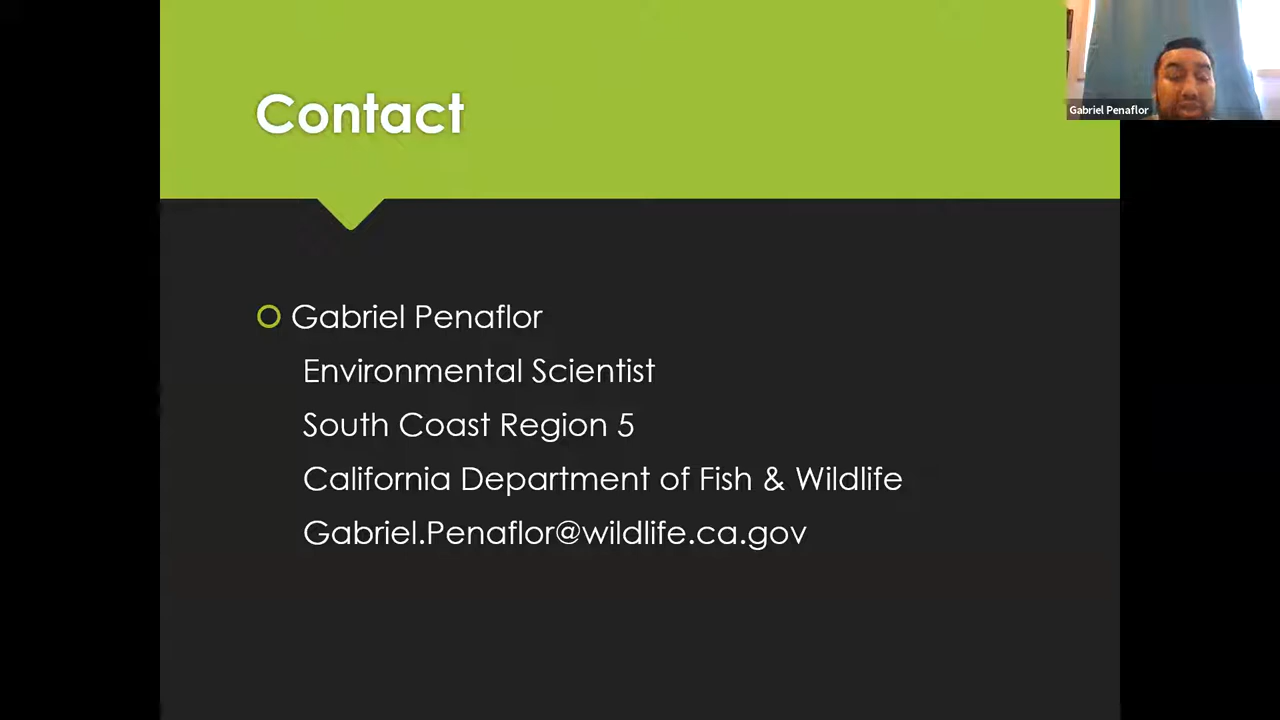 Contact
Gabriel Penaflor
Gabriel Penaflor
Environmental Scientist
South Coast Region 5
California Department of Fish & Wildlife
Gabriel.Penaflor@wildlife.ca.gov